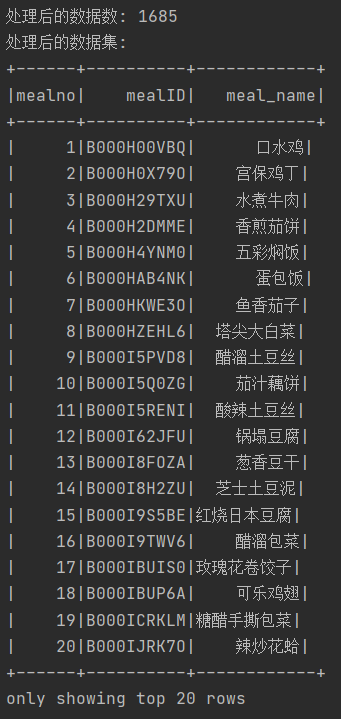 处理后的数据数: 1685
处理后的数据集:
+------+----------+------------+
|mealno|    mealID|   meal_name|
+------+----------+------------+
|     1|B000H00VBQ|      口水鸡|
|     2|B000H0X79O|    宫保鸡丁|
|     3|B000H29TXU|    水煮牛肉|
|     4|B000H2DMME|    香煎茄饼|
|     5|B000H4YNM0|    五彩焖饭|
|     6|B000HAB4NK|      蛋包饭|
|     7|B000HKWE3O|    鱼香茄子|
|     8|B000HZEHL6|  塔尖大白菜|
|     9|B000I5PVD8|  醋溜土豆丝|
|    10|B000I5Q0ZG|    茄汁藕饼|
|    11|B000I5RENI|  酸辣土豆丝|
|    12|B000I62JFU|    锅塌豆腐|
|    13|B000I8FOZA|    葱香豆干|
|    14|B000I8H2ZU|  芝士土豆泥|
|    15|B000I9S5BE|红烧日本豆腐|
|    16|B000I9TWV6|    醋溜包菜|
|    17|B000IBUIS0|玫瑰花卷饺子|
|    18|B000IBUP6A|    可乐鸡翅|
|    19|B000ICRKLM|糖醋手撕包菜|
|    20|B000IJRK7O|    辣炒花蛤|
+------+----------+------------+
only showing top 20 rows